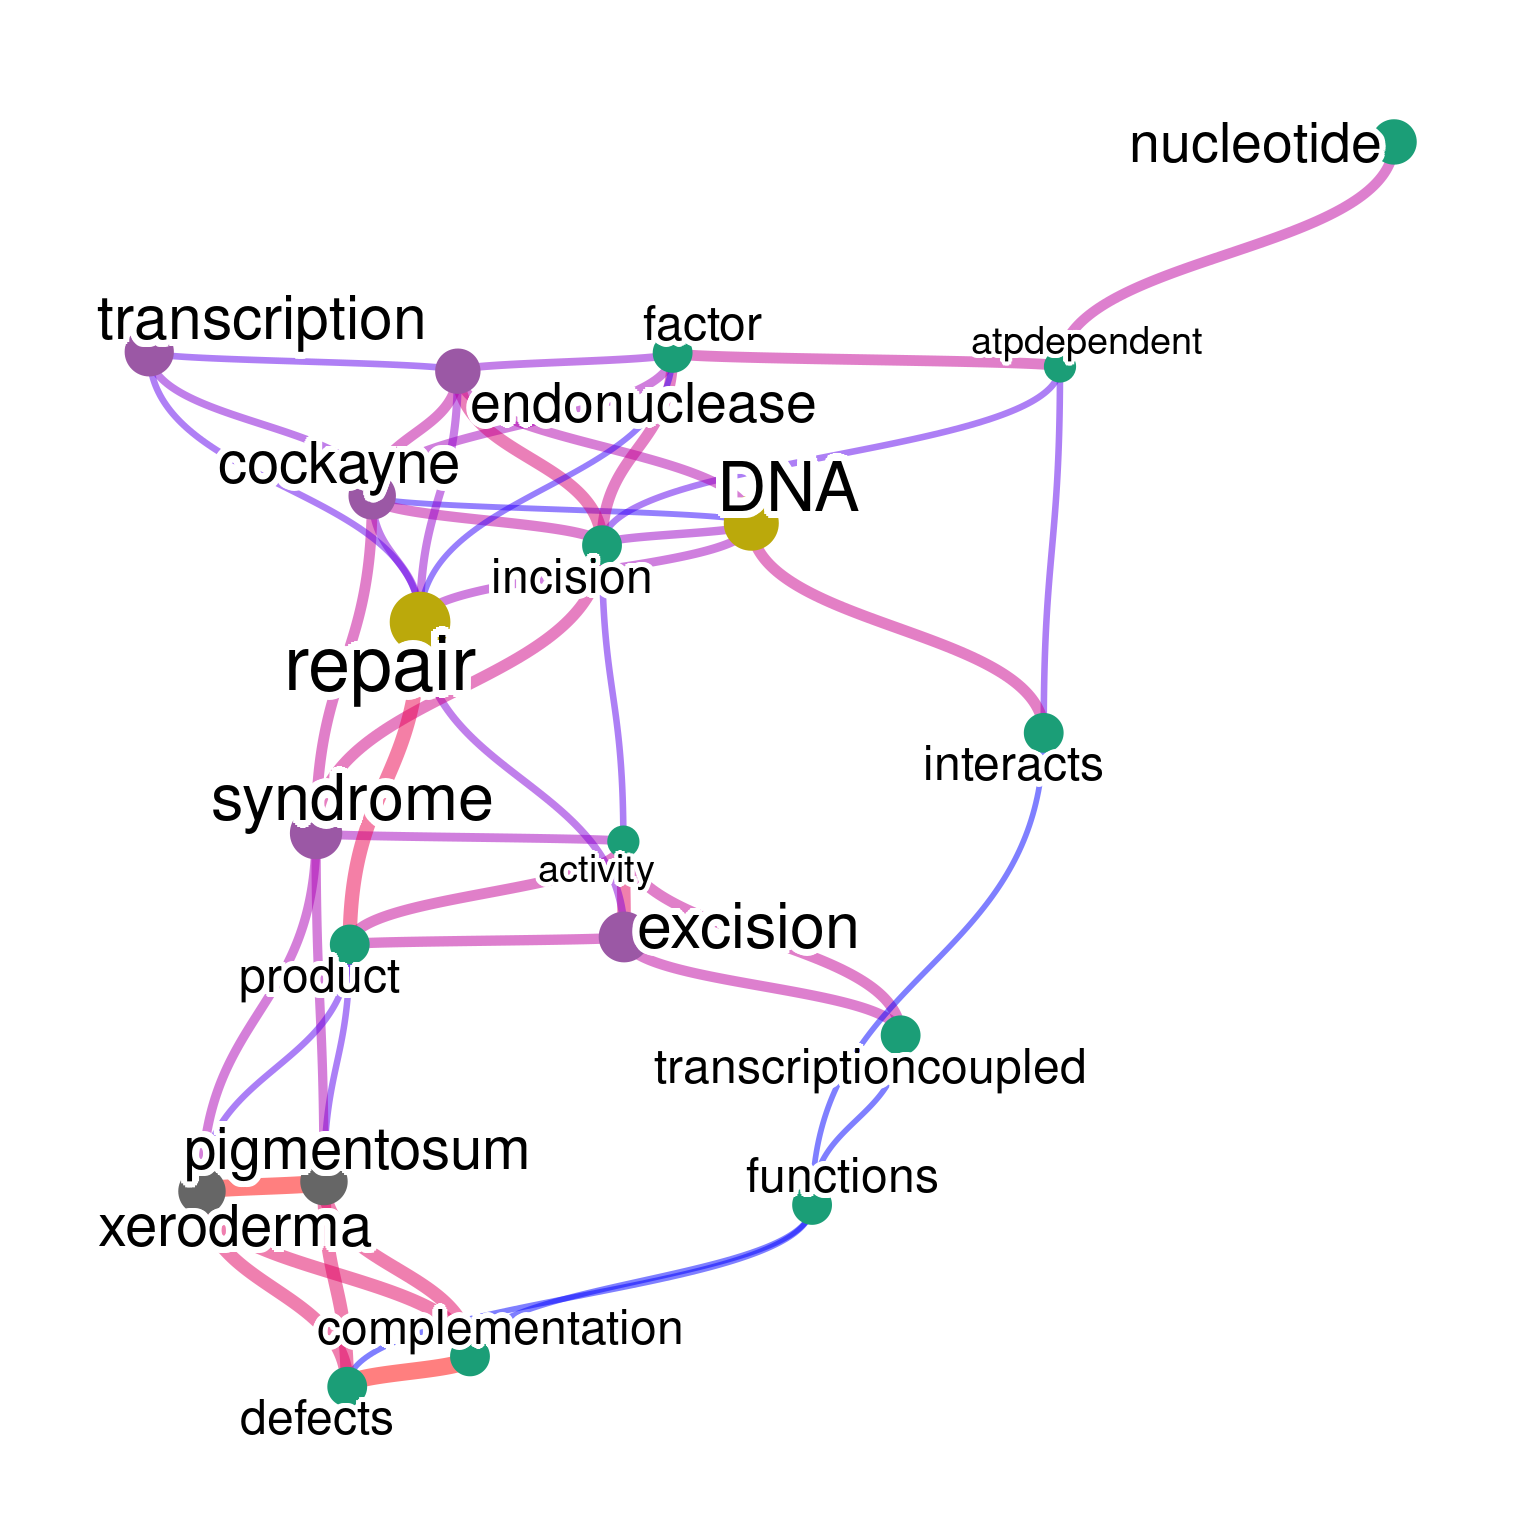 nucleotide
transcription
factor
atpdependent
endonuclease
cockayne
DNA
incision
repair
interacts
syndrome
activity
excision
product
transcriptioncoupled
pigmentosum
functions
xeroderma
complementation
defects